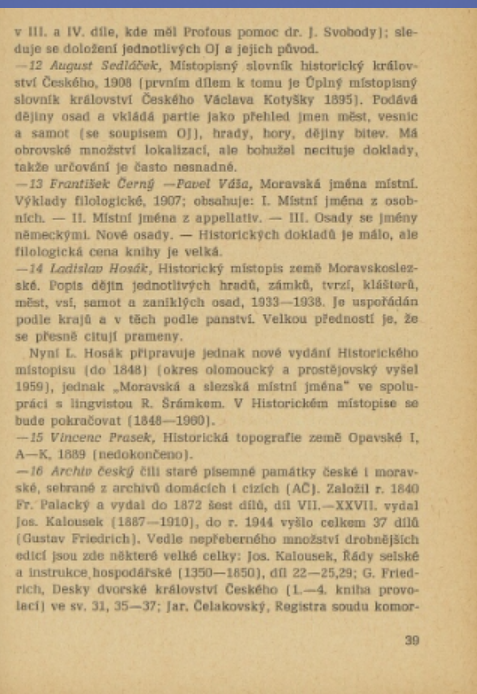 v III. a IV. díle, kde měl Profous pomoc dr. J. Svobody); sle-
duje se doložení jednotlivých OJ a jejich původ.
—12 August Sedláček, Místopisný slovník historický králov-
ství Českého, 1908 (prvním dílem k tomu je Úplný místopisný
slovník království Českého Václava Kotyšky 1895). Podává
dějiny osad a vkládá partie jako přehled jmen měst, vesnic
a samot (se soupisem OJ), hrady, hory, dějiny bitev. Má
obrovské množství lokalizací, ale bohužel necituje doklady,
takže určování je často nesnadné.
—13 František Černý —Pavel Váša, Moravská jména místní.
Výklady filologické, 1907; obsahuje: I. Místní jména z osob-
ních. — II. Místní jména z appellativ. — III. Osady se jmény
německými. Nové osady. — Historických dokladů je málo, ale
filologická cena knihy je velká.
—14 Ladislav Hosák, Historický místopis země Moravskoslez-
ské. Popis dějin jednotlivých hradů, zámků, tvrzí, klášterů,
měst, vsí, samot a zaniklých osad, 1933—1938. Je uspořádán
podle krajů a v těch podle panství. Velkou předností je, že
se přesně citují prameny.
Nyní L. Hosák připravuje jednak nové vydání Historického
místopisu (do 1848) (okres olomoucký a prostějovský vyšel
1959), jednak „Moravská a slezská místní jména" ve spolu-
práci s lingvistou R. Šrámkem. V Historickém místopise se
bude pokračovat (1848—1960).
—15 Vincenc Prasek, Historická topografie země Opavské I,
A—K, 1889 (nedokončeno).
—16 Archiv český čili staré písemné památky české i morav-
ské, sebrané z archivů domácích i cizích (AČ). Založil r. 1840
Fr. Palacký a vydal do 1872 šest dílů, díl VII.—XXVII. vydal
Jos. Kalousek (1887—1910), do r. 1944 vyšlo celkem 37 dílů
(Gustav Friedrich). Vedle nepřeberného množství drobnějších
edicí jsou zde některé velké celky: Jos. Kalousek, Řády selské
a instrukce hospodářské (1350—1850), díl 22—25,29; G. Fried-
rich, Desky dvorské království Českého (1.—4. kniha provo-
lací) ve sv. 31, 35—37; Jar. Čelakovský, Registra soudu komor-
39